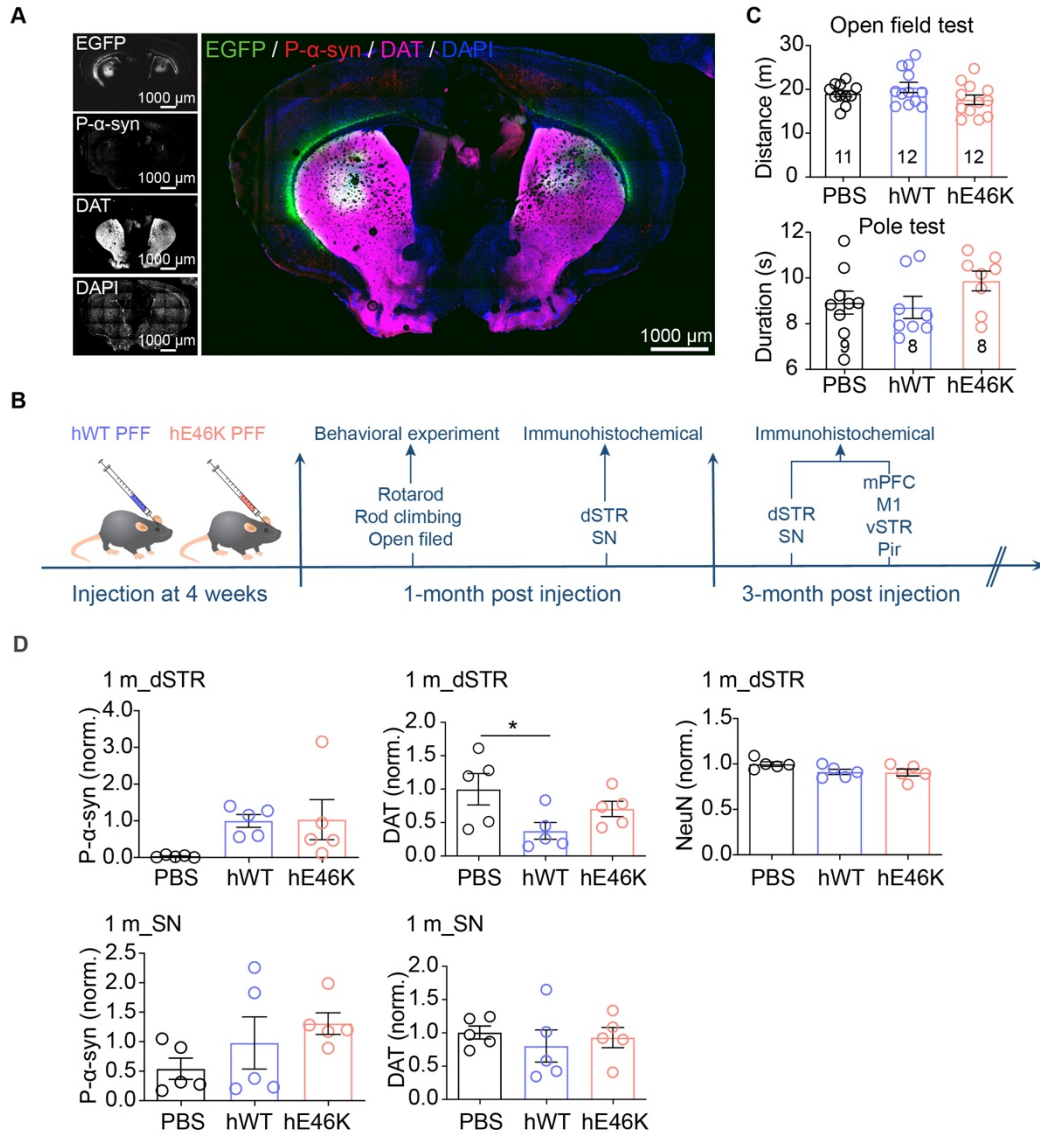 A
EGFP
1000 μm
P-α-syn
1000 μm
DAT
1000 μm
DAPI
1000 μm
EGFP / P-α-syn / DAT / DAPI
1000 μm
C
Open field test
Distance (m)
30
20
10
0
11
12
12
PBS
hWT
hE46K
Pole test
Duration (s)
12
10
8
6
9
8
8
PBS
hWT
hE46K
B
hWT PFF
hE46K PFF
Behavioral experiment
Immunohistochemical
Immunohistochemical
Rotarod
Rod climbing
Open filed
dSTR
SN
dSTR
SN
mPFC
M1
vSTR
Pir
Injection at 4 weeks
1-month post injection
3-month post injection
D
1 m_dSTR
P-α-syn (norm.)
4.0
3.0
2.0
1.0
0.0
PBS
hWT
hE46K
1 m_dSTR
DAT (norm.)
2.0
1.5
1.0
0.5
0.0
*
PBS
hWT
hE46K
1 m_dSTR
NeuN (norm.)
1.5
1.0
0.5
0.0
PBS
hWT
hE46K
1 m_SN
P-α-syn (norm.)
2.5
2.0
1.5
1.0
0.5
0.0
PBS
hWT
hE46K
1 m_SN
DAT (norm.)
2.0
1.5
1.0
0.5
0.0
PBS
hWT
hE46K